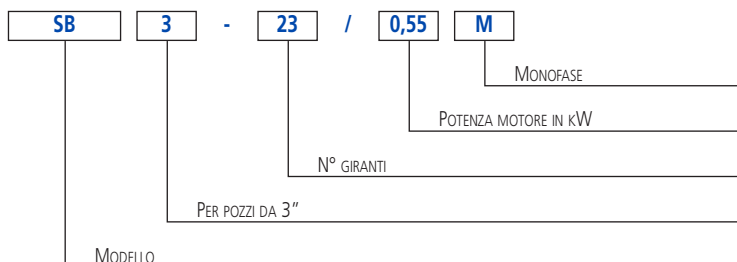 SB 3 - 23 / 0,55 M
Monofase
Potenza motore in kW
N° giranti
Per pozzi da 3"
Modello